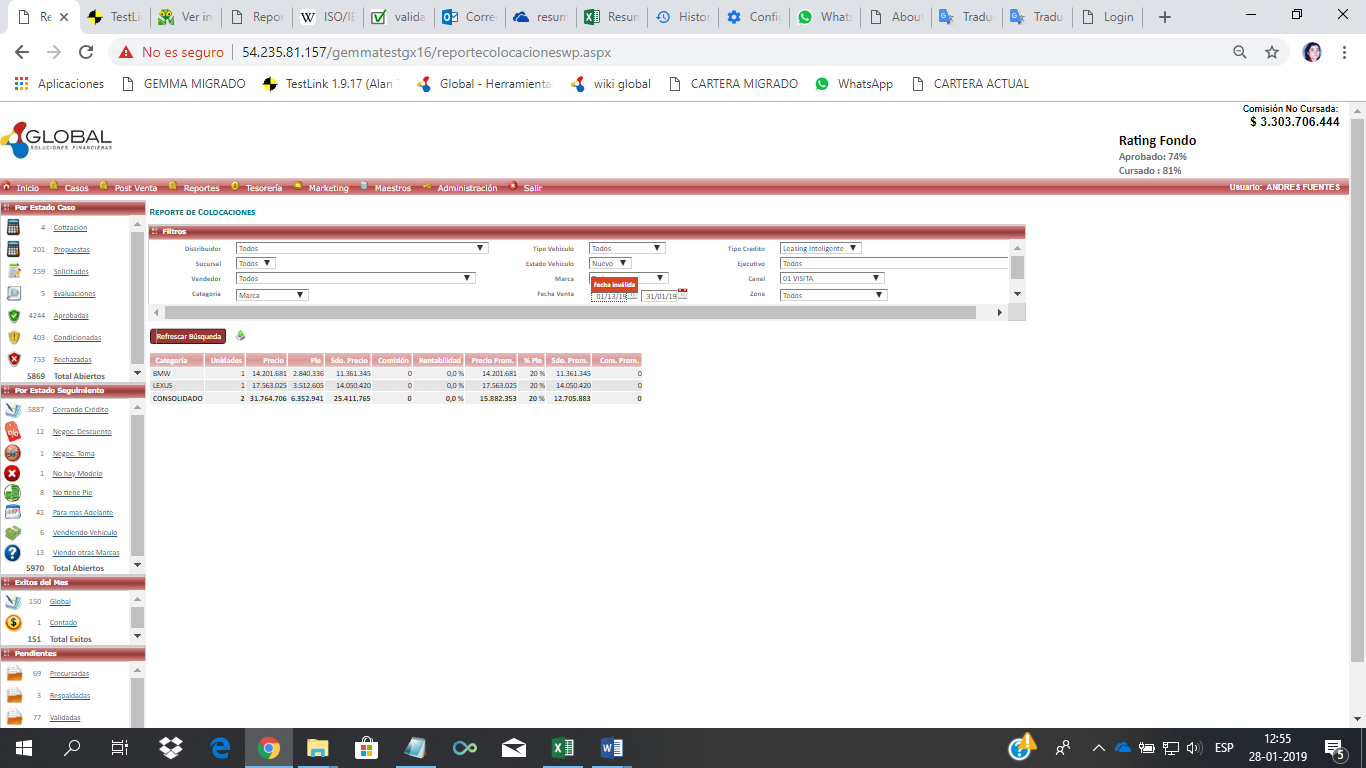 Re
TestLi
Ver in
Repor
ISO/IE
valida
Corre
resum
Resun
Histor
Config
Whats
About
Tradu
Tradu
Login
No es seguro | 54.235.81.157/gemmatestgx16/reportecolocacioneswp.aspx
Aplicaciones GEMMA MIGRADO TestLink 1.9.17 (Alan Global - Herramienta: wiki global CARTERA MIGRADO WhatsApp CARTERA ACTUAL
GLOBAL
SOLUCIONES FINANCIERAS
Comisión No Cursada:
$ 3.303.706.444
Rating Fondo
Aprobado: 74%
Cursado : 81%
Inicio Casos Post Venta Reportes Tesorería Marketing Maestros Administración Salir Usuario: ANDRES FUENTES
Por Estado Caso
4 Cotizacion
201 Propuestas
259 Solicitudes
5 Evaluaciones
4244 Aprobadas
403 Condicionadas
753 Rechazadas
5869 Total Abiertos
Por Estado Seguimiento
5887 Cerrando Crédito
12 Negoc. Descuento
1 Negoc. Toma
1 No hay Modelo
8 No tiene Pie
42 Para mas Adelante
6 Vendiendo Vehiculo
13 Viendo otras Marcas
5970 Total Abiertos
Exitos del Mes
150 Global
1 Contado
151 Total Exitos
Pendientes
69 Precursadas
3 Respaldadas
77 Validadas
REPORTE DE COLOCACIONES
Filtros
Distribuidor Todos Tipo Vehiculo Todos Tipo Credito Leasing Inteligente
Sucursal Todos Estado Vehiculo Nuevo Ejecutivo Todos
Vendedor Todos Marca Canal 01 VISITA
Fecha inválida
Categoria Marca Fecha Venta 01/13/19 31/01/19 Zona Todos
Refrescar Búsqueda
Categoría Unidades Precio Pie Sdo. Precio Comisión Rentabilidad Precio Prom. % Pie Sdo. Prom. Com. Prom.
BMW 1 14.201.681 2.840.336 11.361.345 0 0,0 % 14.201.681 20 % 11.361.345 0
LEXUS 1 17.563.025 3.512.605 14.050.420 0 0,0 % 17.563.025 20 % 14.050.420 0
CONSOLIDADO 2 31.764.706 6.352.941 25.411.765 0 0,0 % 15.882.353 20 % 12.705.883 0
ESP
12:55
28-01-2019
5